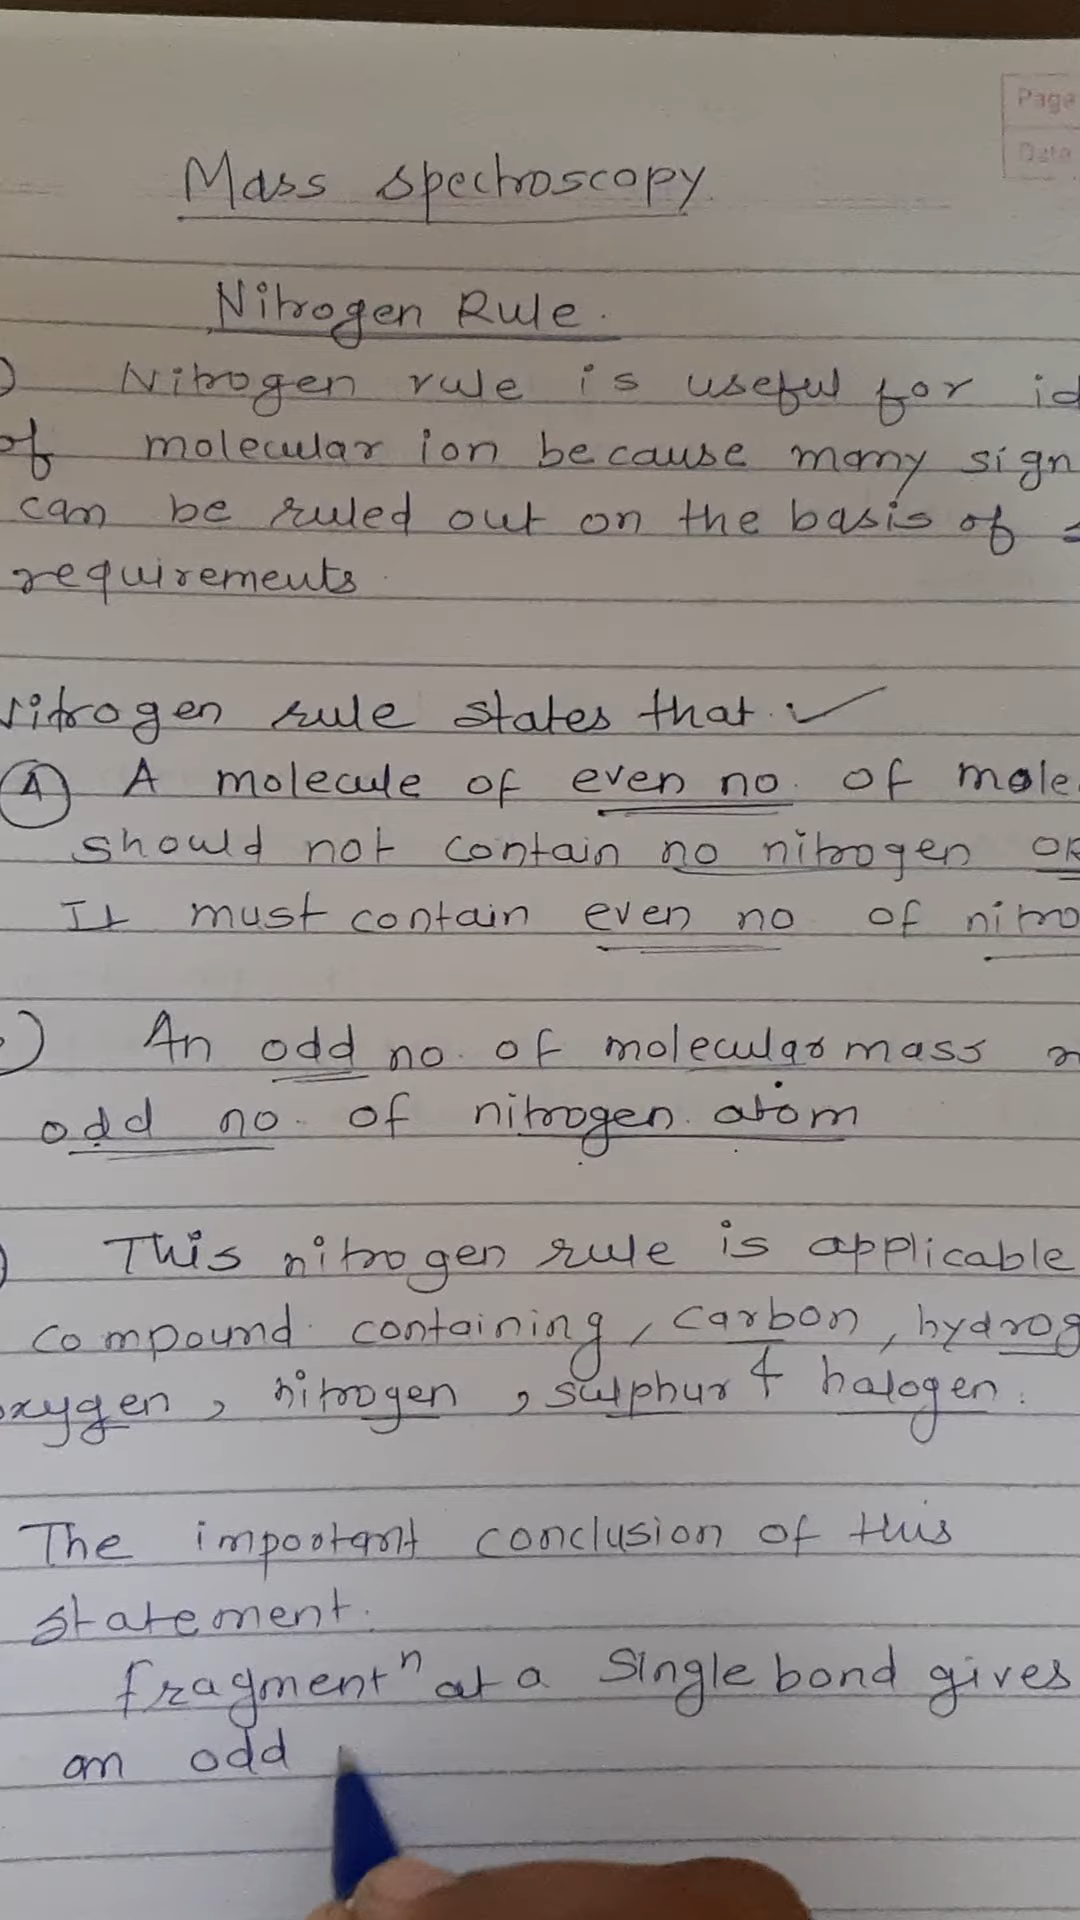 Page
Date
Mass spectroscopy.
Nitrogen Rule.
Nitrogen rule is useful for id
of molecular ion because many sign
can be ruled out on the basis of s
requirements
Nitrogen rule states that. ✓
A A molecule of even no. of mole
should not contain no nitrogen OR
It must contain even no of nitro
An odd no. of molecular mass
odd no. of nitrogen atom
This nitrogen rule is applicable
compound containing, carbon, hydrog
oxygen, nitrogen, sulphur & halogen.
The important conclusion of this
statement.
fragmentⁿ at a single bond gives
an odd